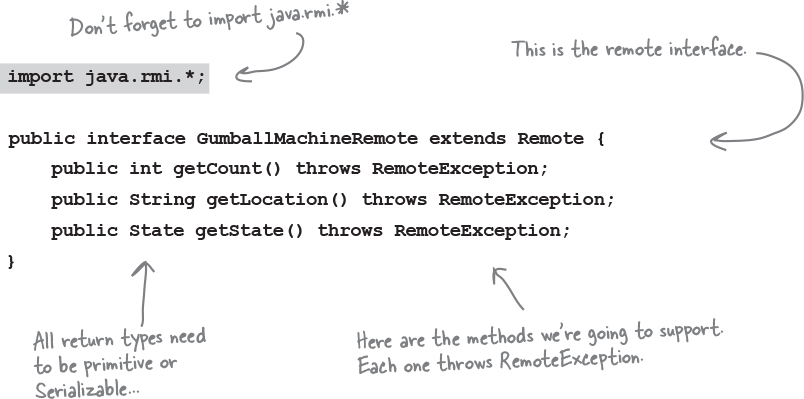 Don't forget to import java.rmi.*
This is the remote interface.
import java.rmi.*;
public interface GumballMachineRemote extends Remote {
public int getCount() throws RemoteException;
public String getLocation() throws RemoteException;
public State getState() throws RemoteException;
}
All return types need
to be primitive or
Serializable...
Here are the methods we're going to support.
Each one throws RemoteException.